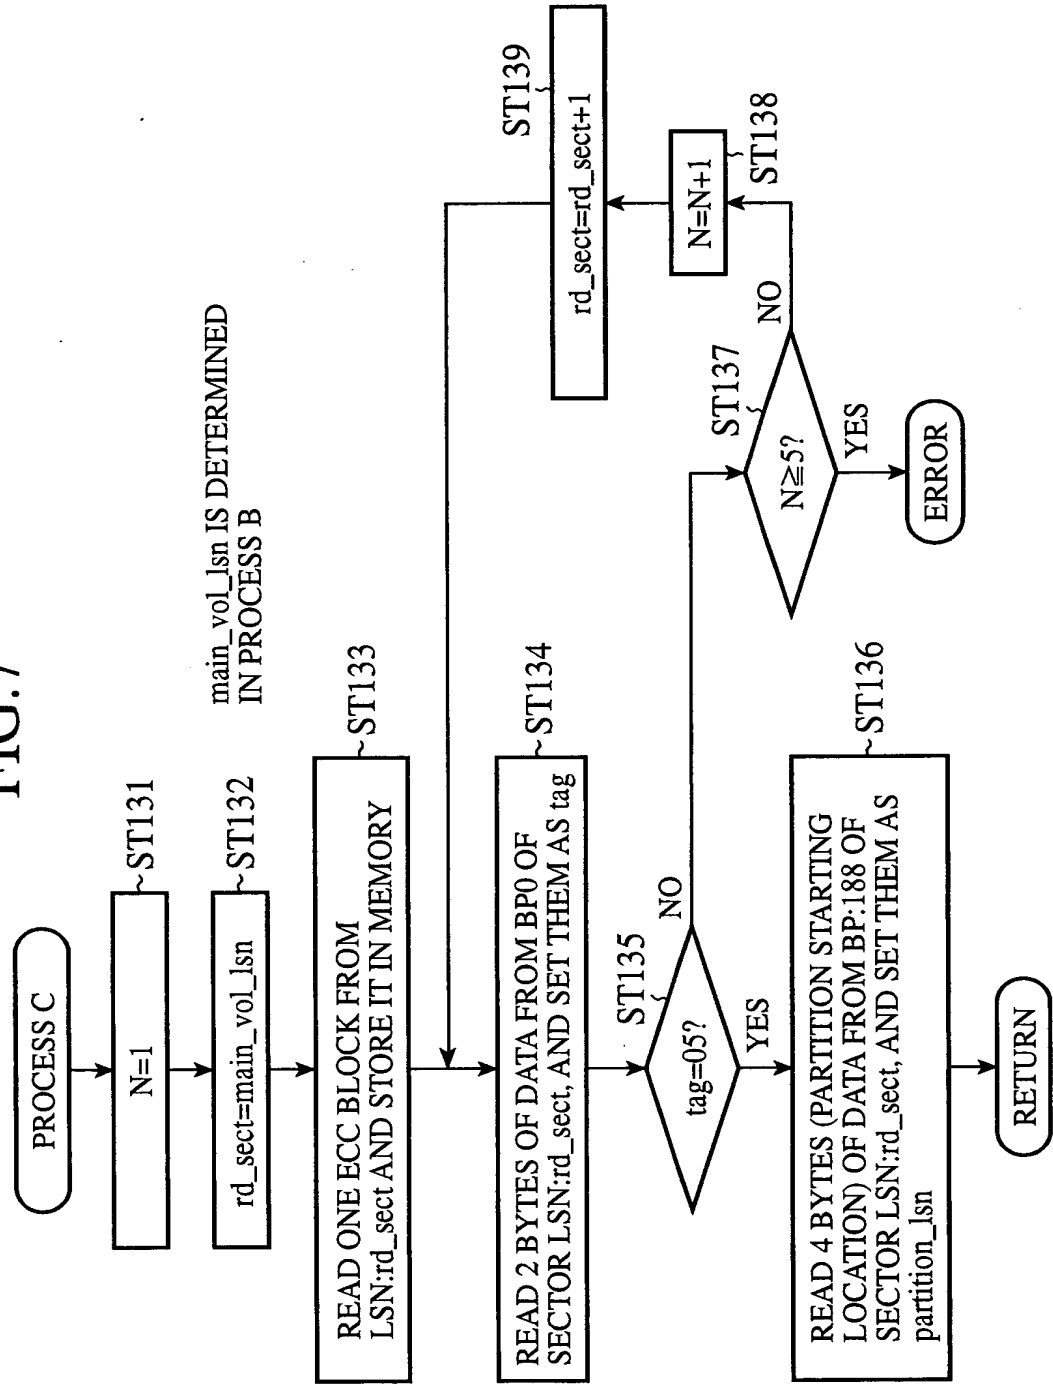 FIG.7
PROCESS C
N=1
ST131
rd_sect=main_vol_lsn
ST132
main_vol_lsn IS DETERMINED
IN PROCESS B
READ ONE ECC BLOCK FROM
LSN:rd_sect AND STORE IT IN MEMORY
ST133
READ 2 BYTES OF DATA FROM BP0 OF
SECTOR LSN:rd_sect, AND SET THEM AS tag
ST134
tag=05?
ST135
NO
YES
READ 4 BYTES (PARTITION STARTING
LOCATION) OF DATA FROM BP:188 OF
SECTOR LSN:rd_sect, AND SET THEM AS
partition_lsn
ST136
RETURN
N≧5?
ST137
NO
YES
ERROR
N=N+1
ST138
rd_sect=rd_sect+1
ST139